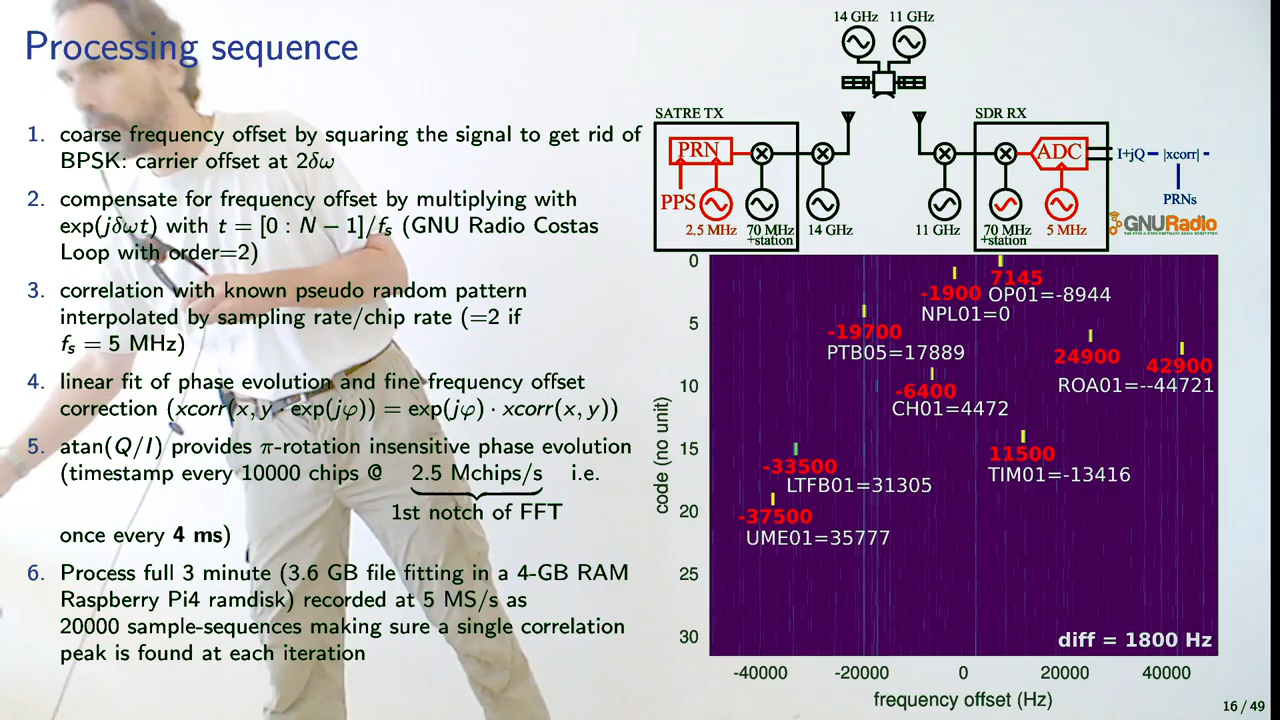 Processing sequence
1. coarse frequency offset by squaring the signal to get rid of
BPSK: carrier offset at 2δω
2. compensate for frequency offset by multiplying with
exp(jδωt) with t = [0 : N − 1]/fs (GNU Radio Costas
Loop with order=2)
3. correlation with known pseudo random pattern
interpolated by sampling rate/chip rate (=2 if
fs = 5 MHz)
4. linear fit of phase evolution and fine frequency offset
correction (xcorr(x, y · exp(jφ)) = exp(jφ) · xcorr(x, y))
5. atan(Q/I) provides π-rotation insensitive phase evolution
(timestamp every 10000 chips @ 2.5 Mchips/s i.e.
1st notch of FFT
once every 4 ms)
6. Process full 3 minute (3.6 GB file fitting in a 4-GB RAM
Raspberry Pi4 ramdisk) recorded at 5 MS/s as
20000 sample-sequences making sure a single correlation
peak is found at each iteration
14 GHz 11 GHz
SATRE TX
SDR RX
PRN
ADC
I+jQ
|xcorr|
PRNs
PPS
2.5 MHz
70 MHz
+station
14 GHz
11 GHz
70 MHz
+station
5 MHz
GNURadio
0
5
10
15
20
25
30
code (no unit)
7145
OP01=-8944
-1900
NPL01=0
-19700
PTB05=17889
24900
42900
ROA01=--44721
-6400
CH01=4472
11500
TIM01=-13416
-33500
LTFB01=31305
-37500
UME01=35777
diff = 1800 Hz
-40000 -20000 0 20000 40000
frequency offset (Hz)
16 / 49